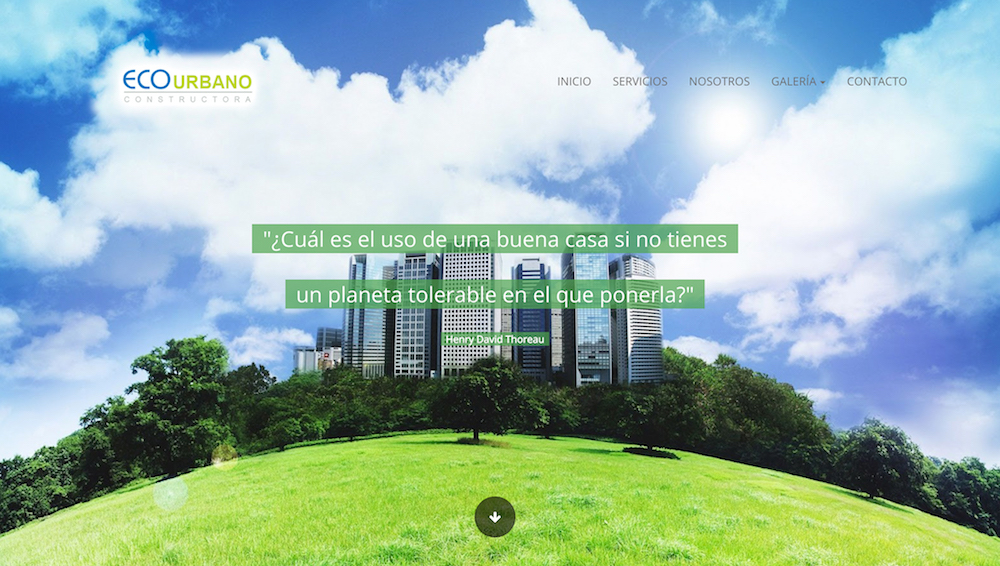 ECOURBANO
CONSTRUCTORA
INICIO SERVICIOS NOSOTROS GALERÍA CONTACTO
"¿Cuál es el uso de una buena casa si no tienes
un planeta tolerable en el que ponerla?"
Henry David Thoreau